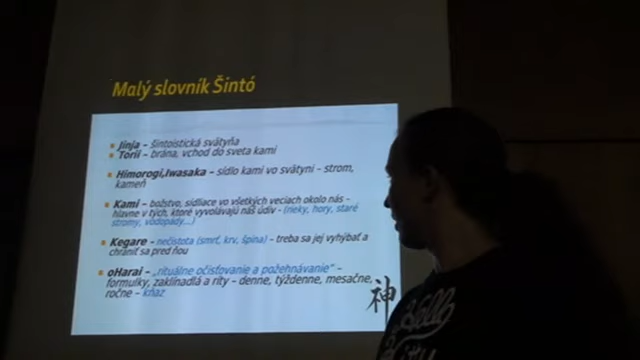 Malý slovník Šintó
Jinja – šintoistická svätyňa
Torii – brána, vchod do sveta kami
Himorogi,Iwasaka – sídlo kami vo svätyni – strom,
kameň
Kami – božstvo, sídliace vo všetkých veciach okolo nás -
hlavne v tých, ktoré vyvolávajú náš údiv – (rieky, hory, staré
stromy, vodopády...)
Kegare – nečistota (smrť, krv, špina) – treba sa jej vyhýbať a
chrániť sa pred ňou
oHarai – „rituálne očisťovanie a požehnávanie“ –
formulky, zaklínadlá a rity – denne, týždenne, mesačne,
ročne – kňaz
神